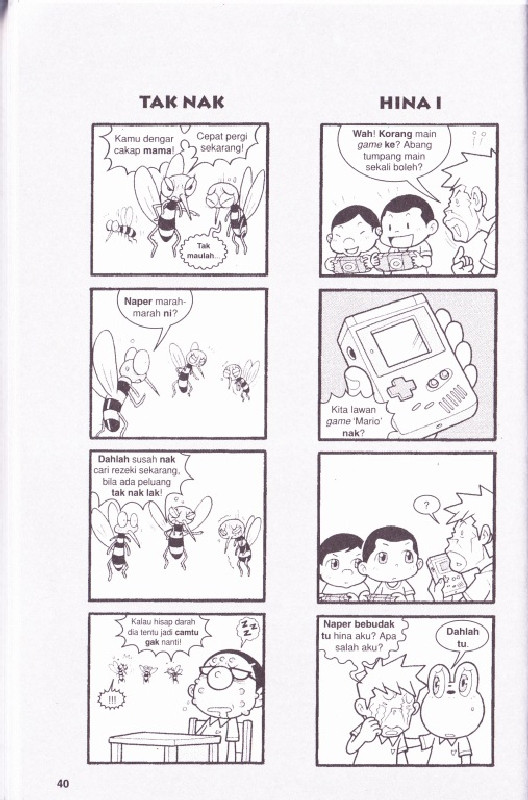 TAK NAK
Kamu dengar
cakap mama!
Cepat pergi
sekarang!
Tak
maulah...
Naper marah-
marah ni?
Dahlah susah nak
cari rezeki sekarang,
bila ada peluang
tak nak lak!
Kalau hisap darah
dia tentu jadi camtu
gak nanti!
!!!
z z z
HINA I
Wah! Korang main
game ke? Abang
tumpang main
sekali boleh?
Kita lawan
game 'Mario'
nak?
?
Naper bebudak
tu hina aku? Apa
salah aku?
Dahlah
tu.
40